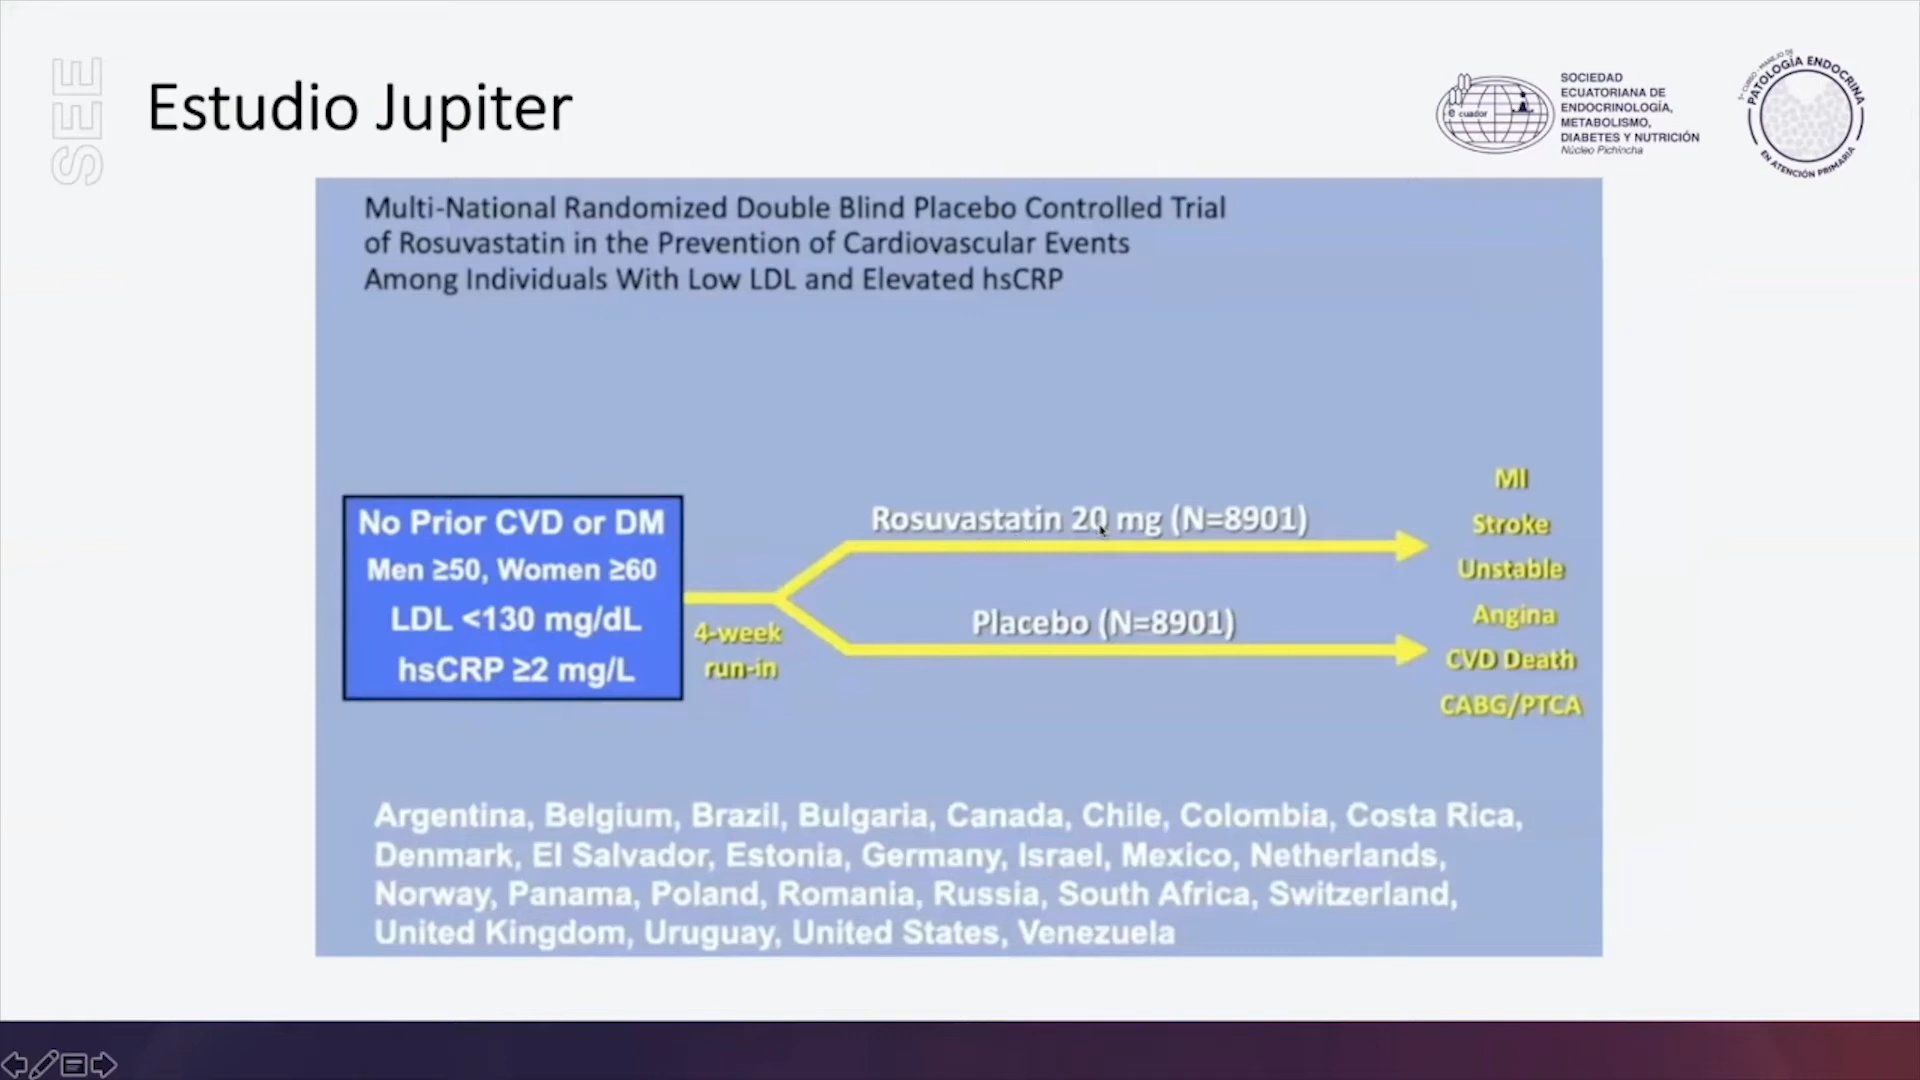 SEE
Estudio Jupiter
ecuador
SOCIEDAD
ECUATORIANA DE
ENDOCRINOLOGÍA,
METABOLISMO,
DIABETES Y NUTRICIÓN
Núcleo Pichincha
1er CURSO - MANEJO DE
PATOLOGÍA ENDOCRINA
EN ATENCIÓN PRIMARIA
Multi-National Randomized Double Blind Placebo Controlled Trial
of Rosuvastatin in the Prevention of Cardiovascular Events
Among Individuals With Low LDL and Elevated hsCRP
No Prior CVD or DM
Men ≥50, Women ≥60
LDL <130 mg/dL
hsCRP ≥2 mg/L
4-week
run-in
Rosuvastatin 20 mg (N=8901)
Placebo (N=8901)
MI
Stroke
Unstable
Angina
CVD Death
CABG/PTCA
Argentina, Belgium, Brazil, Bulgaria, Canada, Chile, Colombia, Costa Rica,
Denmark, El Salvador, Estonia, Germany, Israel, Mexico, Netherlands,
Norway, Panama, Poland, Romania, Russia, South Africa, Switzerland,
United Kingdom, Uruguay, United States, Venezuela